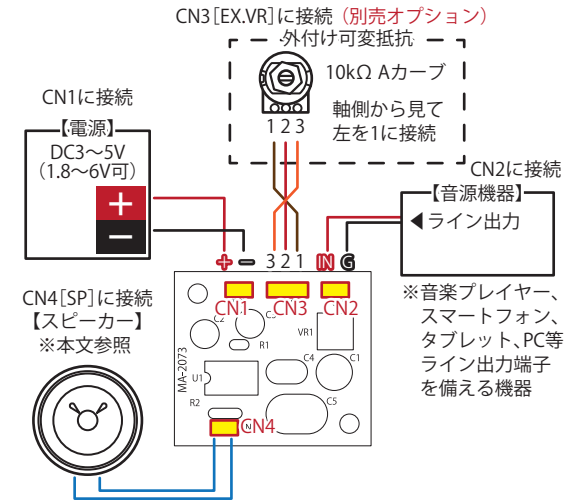 CN3[EX.VR]に接続（別売オプション）
外付け可変抵抗
10kΩ Aカーブ
軸側から見て
左を1に接続
1 2 3
CN1に接続
【電源】
DC3〜5V
（1.8〜6V可）
+
−
CN2に接続
【音源機器】
◀ライン出力
+ − 3 2 1 IN G
※音楽プレイヤー、
スマートフォン、
タブレット、PC等
ライン出力端子
を備える機器
CN4[SP]に接続
【スピーカー】
※本文参照
CN1 CN3 CN2
C2 C3
R1
VR1
MA-2073
U1
C4
C1
R2
C5
CN4